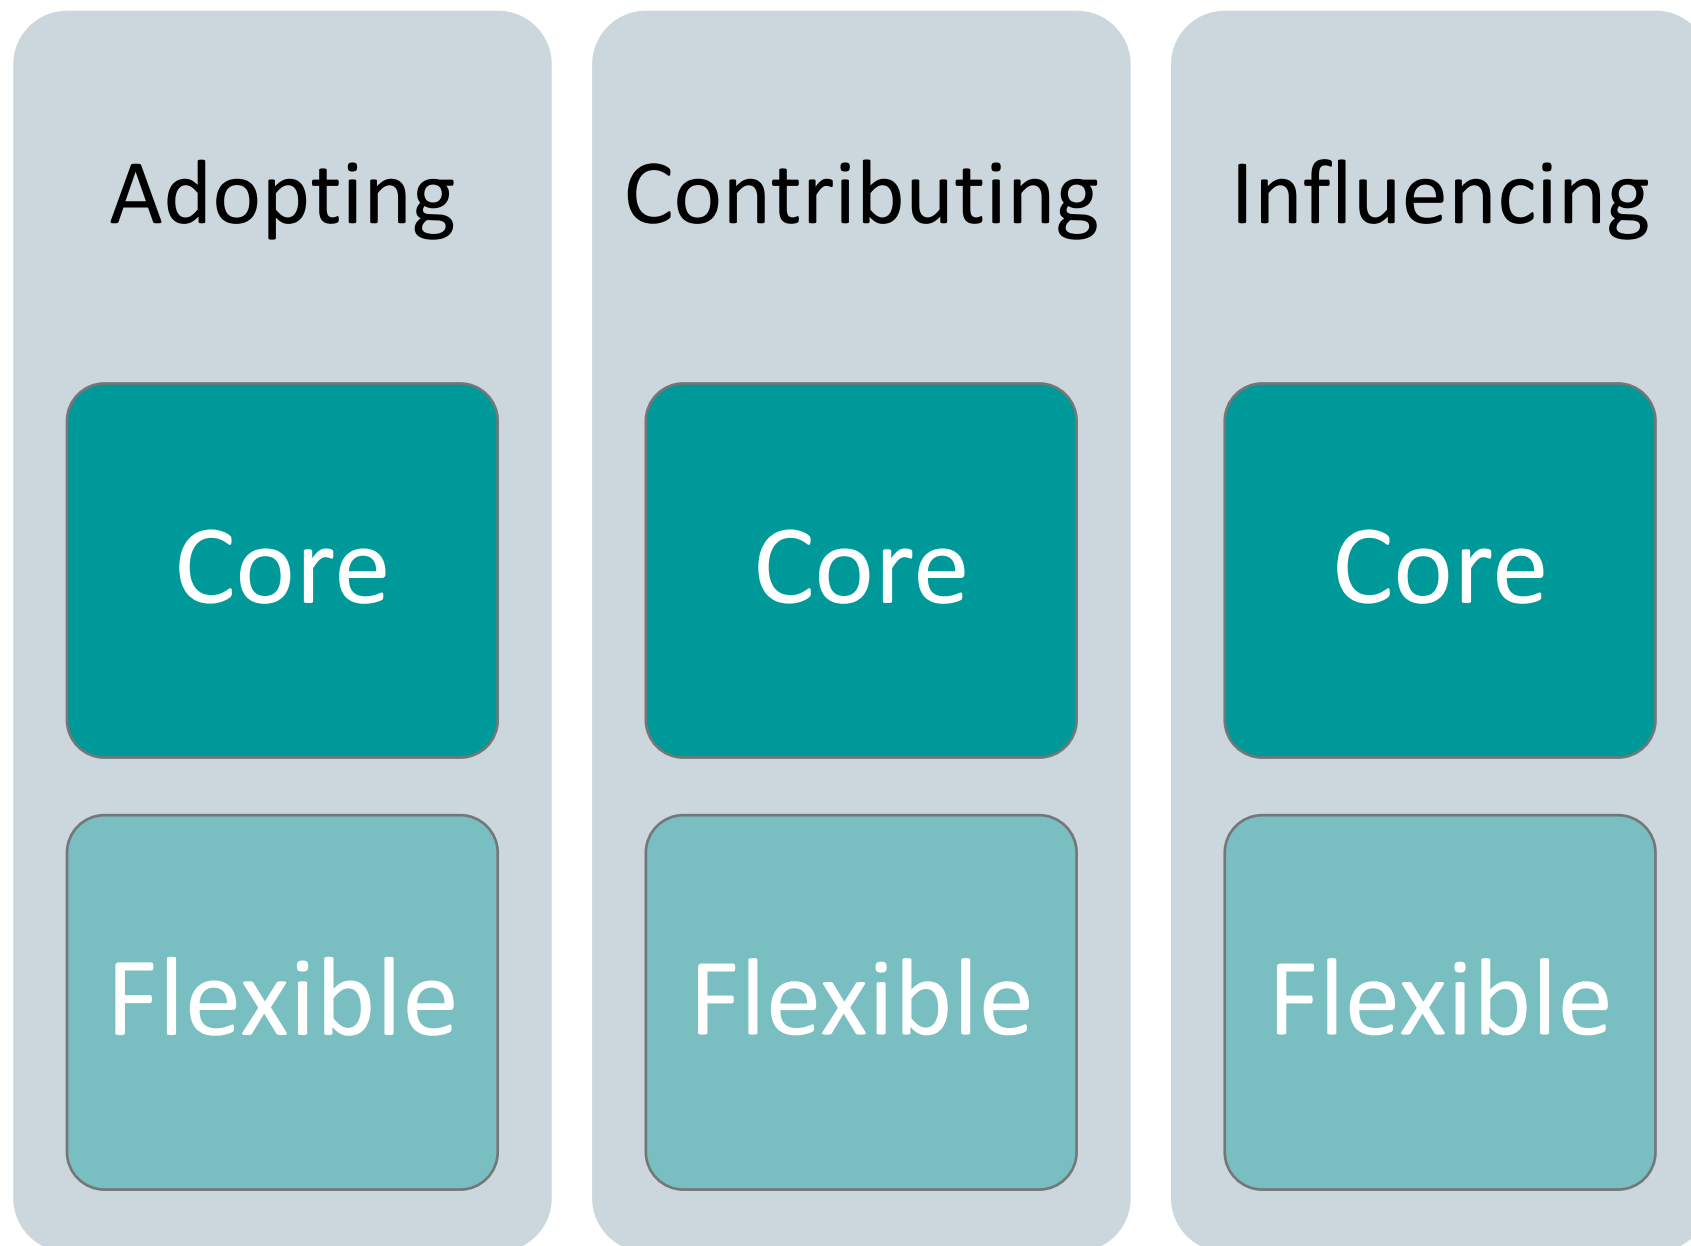 Adopting
Core
Flexible
Contributing
Core
Flexible
Influencing
Core
Flexible